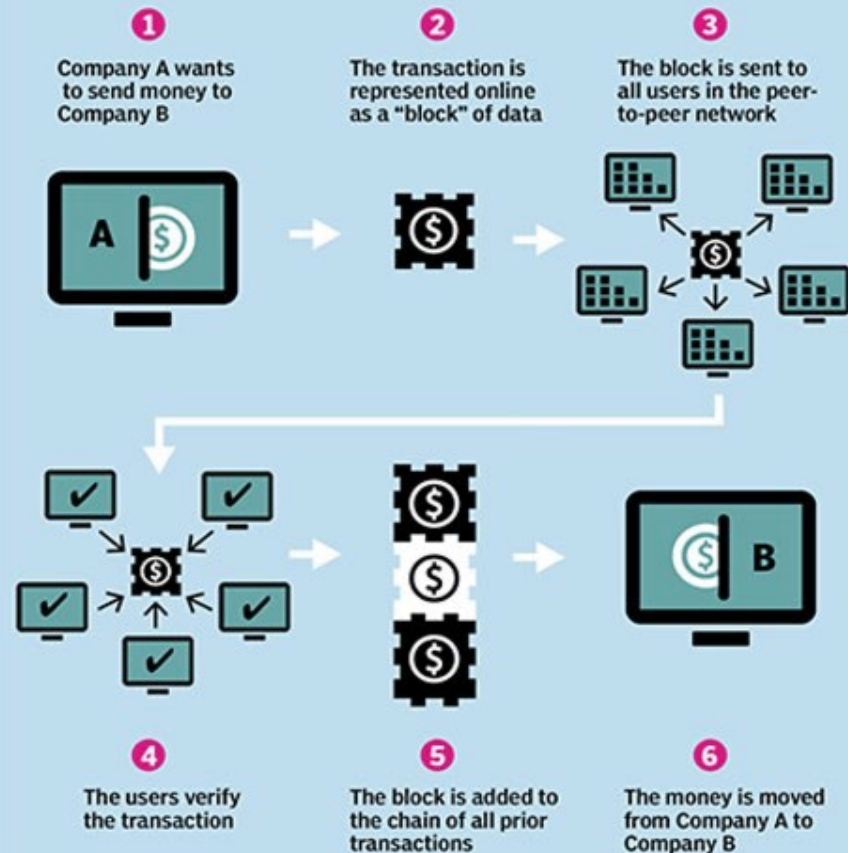 1
Company A wants
to send money to
Company B
2
The transaction is
represented online
as a “block” of data
3
The block is sent to
all users in the peer-
to-peer network
A
$
$
$
$
$
$
$
$
B
4
The users verify
the transaction
5
The block is added to
the chain of all prior
transactions
6
The money is moved
from Company A to
Company B